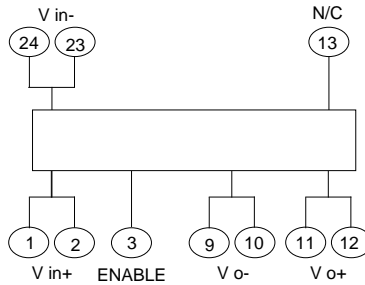 V in- N/C
24 23 13
1 2 3 9 10 11 12
V in+ ENABLE V o- V o+